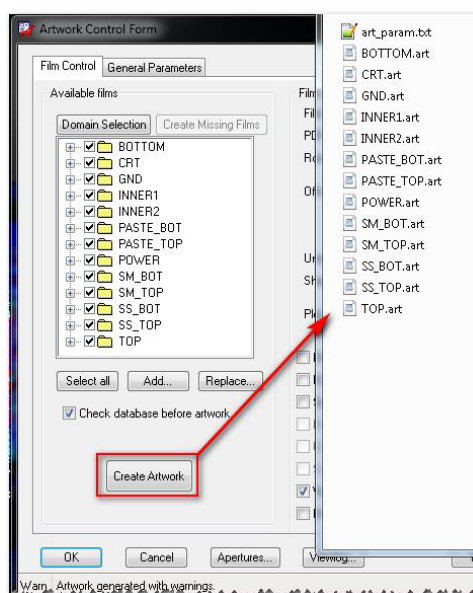 Artwork Control Form
Film Control
General Parameters
Available films
Domain Selection
Create Missing Films
BOTTOM
CRT
GND
INNER1
INNER2
PASTE_BOT
PASTE_TOP
POWER
SM_BOT
SM_TOP
SS_BOT
SS_TOP
TOP
Select all
Add...
Replace...
Check database before artwork
Create Artwork
OK
Cancel
Apertures...
Viewlog...
Warn
Artwork generated with warnings.
art_param.txt
BOTTOM.art
CRT.art
GND.art
INNER1.art
INNER2.art
PASTE_BOT.art
PASTE_TOP.art
POWER.art
SM_BOT.art
SM_TOP.art
SS_BOT.art
SS_TOP.art
TOP.art